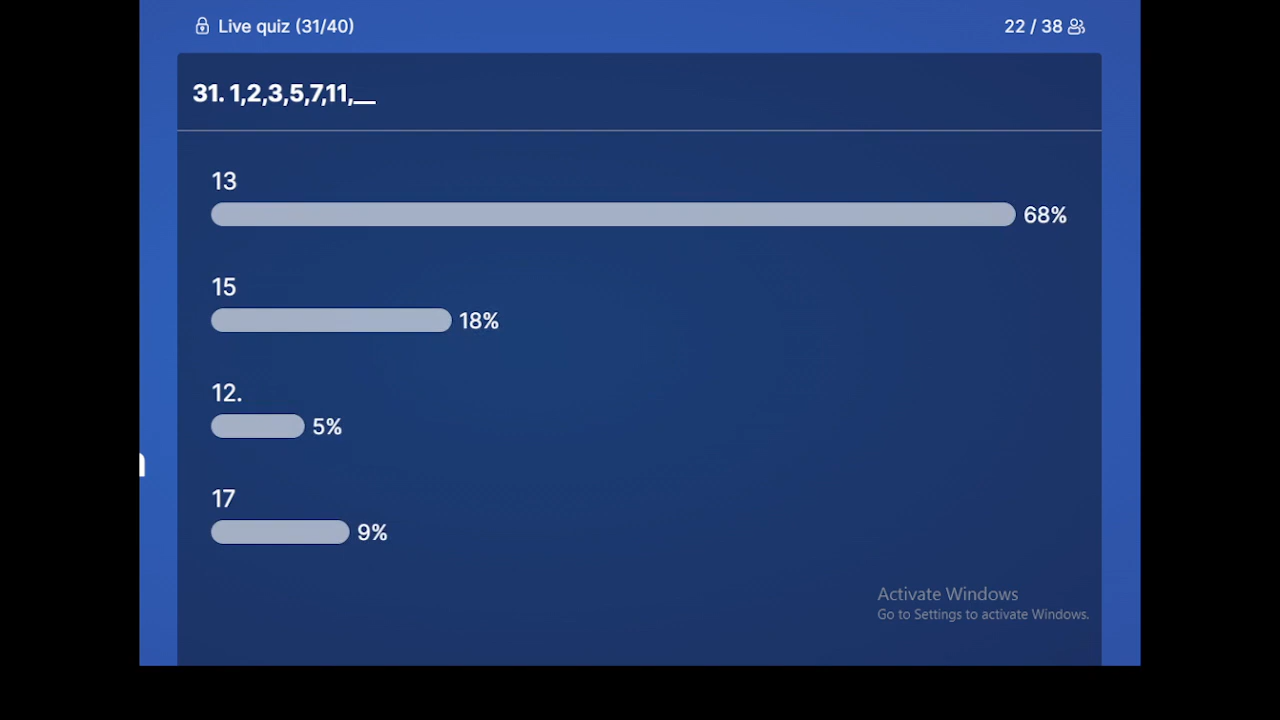 Live quiz (31/40)
22 / 38
31. 1,2,3,5,7,11,__
13
68%
15
18%
12.
5%
17
9%
Activate Windows
Go to Settings to activate Windows.